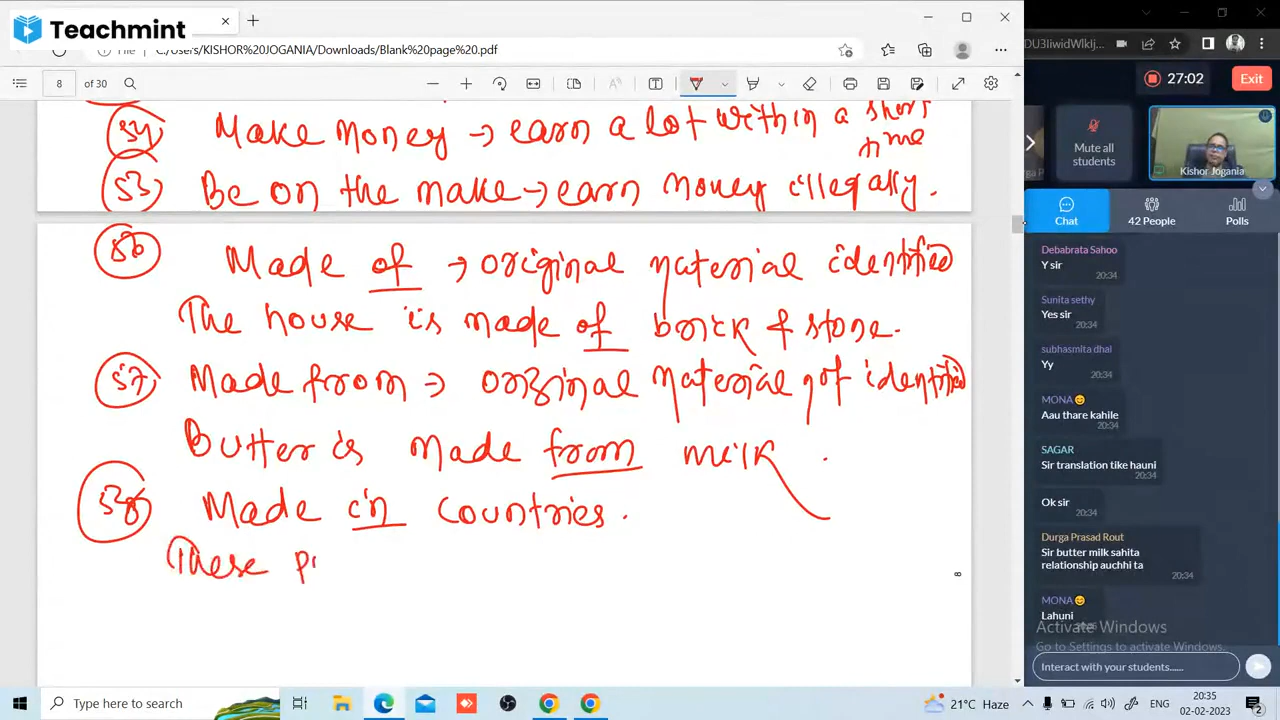 Teachmint
File C:/Users/KISHOR%20JOGANIA/Downloads/Blank%20page%20.pdf
8 of 30
54 Make money → earn a lot within a short time
Be on the make → earn money illegally.
56 Made of → original material identified
The house is made of brick & stone.
57 Made from → original material not identified
Butter is made from milk.
58 Made in countries.
These p
8
DU3IiwidWlkIj
27:02 Exit
Mute all students
Kishor Jogania
Chat 42 People Polls
Debabrata Sahoo
Y sir 20:34
Sunita sethy
Yes sir 20:34
subhasmita dhal
Yy 20:34
MONA😊
Aau thare kahile 20:34
SAGAR
Sir translation tike hauni 20:34
Ok sir 20:34
Durga Prasad Rout
Sir butter milk sahita relationship auchhi ta 20:34
MONA😊
Lahuni
Activate Windows
Go to Settings to activate Windows.
Interact with your students......
Type here to search
21°C Haze
20:35
02-02-2023
2